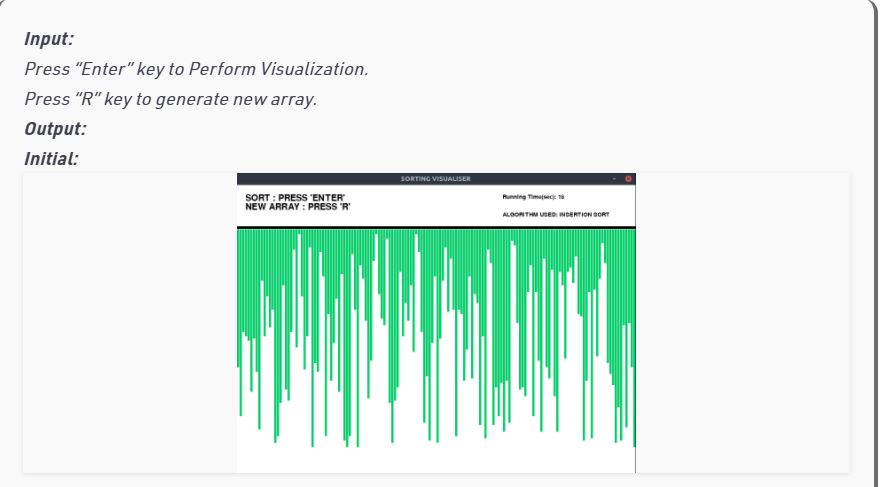 Input:
Press “Enter” key to Perform Visualization.
Press “R” key to generate new array.
Output:
Initial:
SORTING VISUALISER
SORT : PRESS 'ENTER'
NEW ARRAY : PRESS 'R'
Running Time(sec): 16
ALGORITHM USED: INSERTION SORT